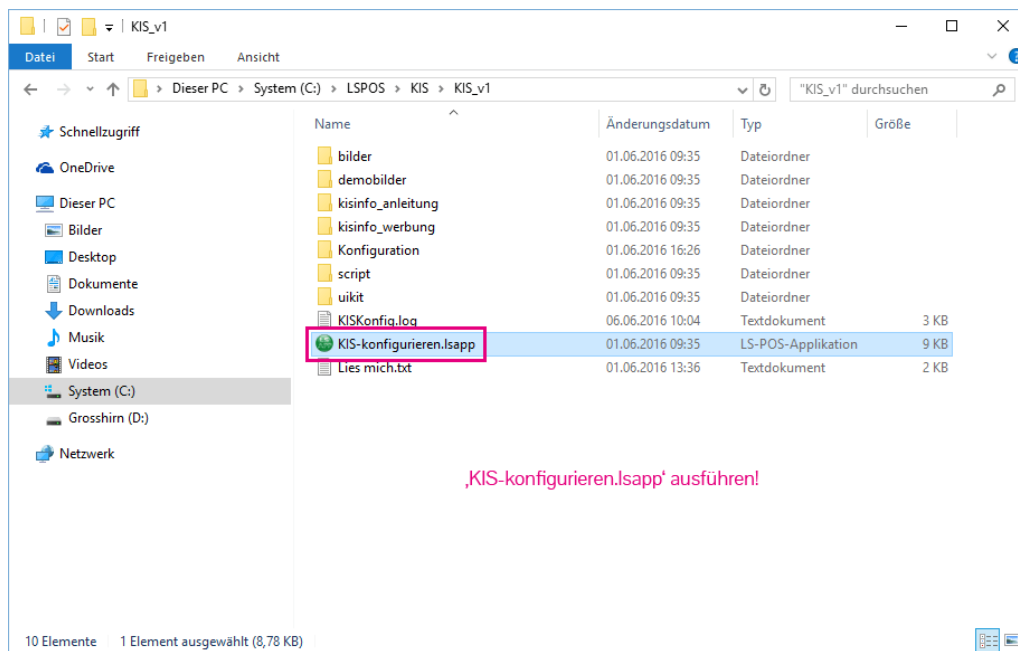 KIS_v1
Datei Start Freigeben Ansicht
Dieser PC System (C:) LSPOS KIS KIS_v1 "KIS_v1" durchsuchen
Name Änderungsdatum Typ Größe
Schnellzugriff
OneDrive
Dieser PC
Bilder
Desktop
Dokumente
Downloads
Musik
Videos
System (C:)
Grosshirn (D:)
Netzwerk
bilder 01.06.2016 09:35 Dateiordner
demobilder 01.06.2016 09:35 Dateiordner
kisinfo_anleitung 01.06.2016 09:35 Dateiordner
kisinfo_werbung 01.06.2016 09:35 Dateiordner
Konfiguration 01.06.2016 16:26 Dateiordner
script 01.06.2016 09:35 Dateiordner
uikit 01.06.2016 09:35 Dateiordner
KISKonfig.log 06.06.2016 10:04 Textdokument 3 KB
KIS-konfigurieren.lsapp 01.06.2016 09:35 LS-POS-Applikation 9 KB
Lies mich.txt 01.06.2016 13:36 Textdokument 2 KB
‚KIS-konfigurieren.lsapp‘ ausführen!
10 Elemente 1 Element ausgewählt (8,78 KB)